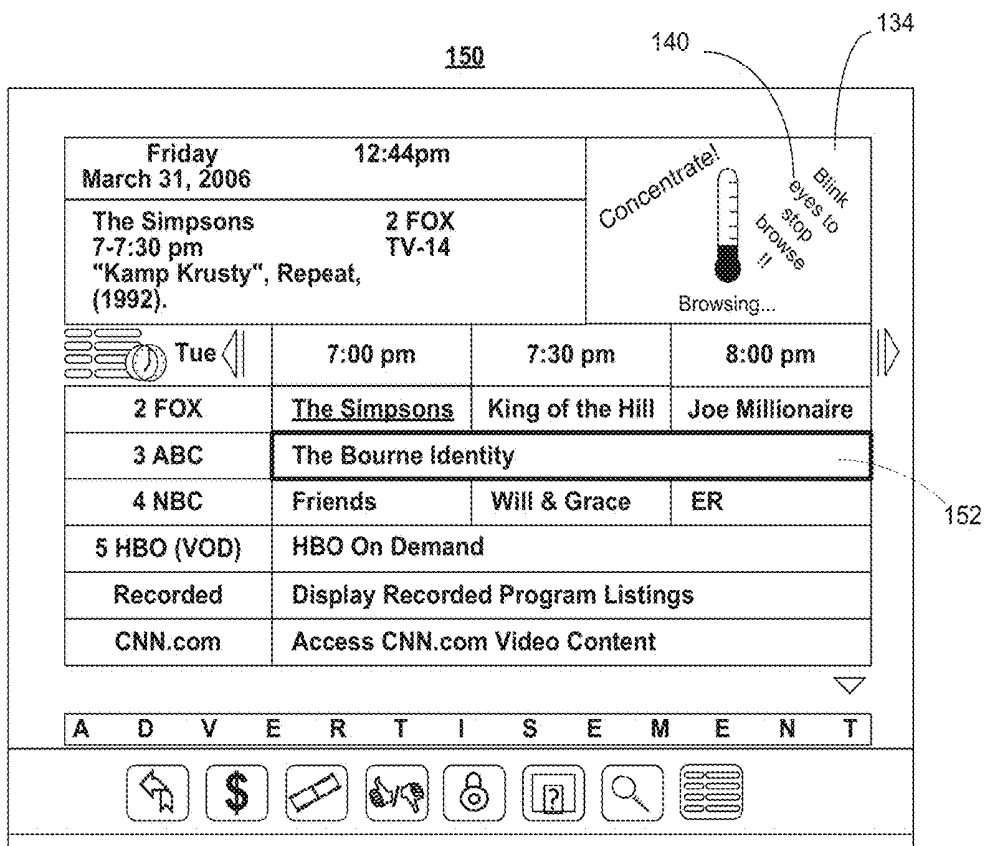 134
140
150
Friday 12:44pm
March 31, 2006
The Simpsons 2 FOX
7-7:30 pm TV-14
"Kamp Krusty", Repeat,
(1992).
Concentrate!
Blink
eyes to
stop
browse
!!
Browsing...
Tue 7:00 pm 7:30 pm 8:00 pm
2 FOX The Simpsons King of the Hill Joe Millionaire
3 ABC The Bourne Identity
152
4 NBC Friends Will & Grace ER
5 HBO (VOD) HBO On Demand
Recorded Display Recorded Program Listings
CNN.com Access CNN.com Video Content
A D V E R T I S E M E N T
$ ?